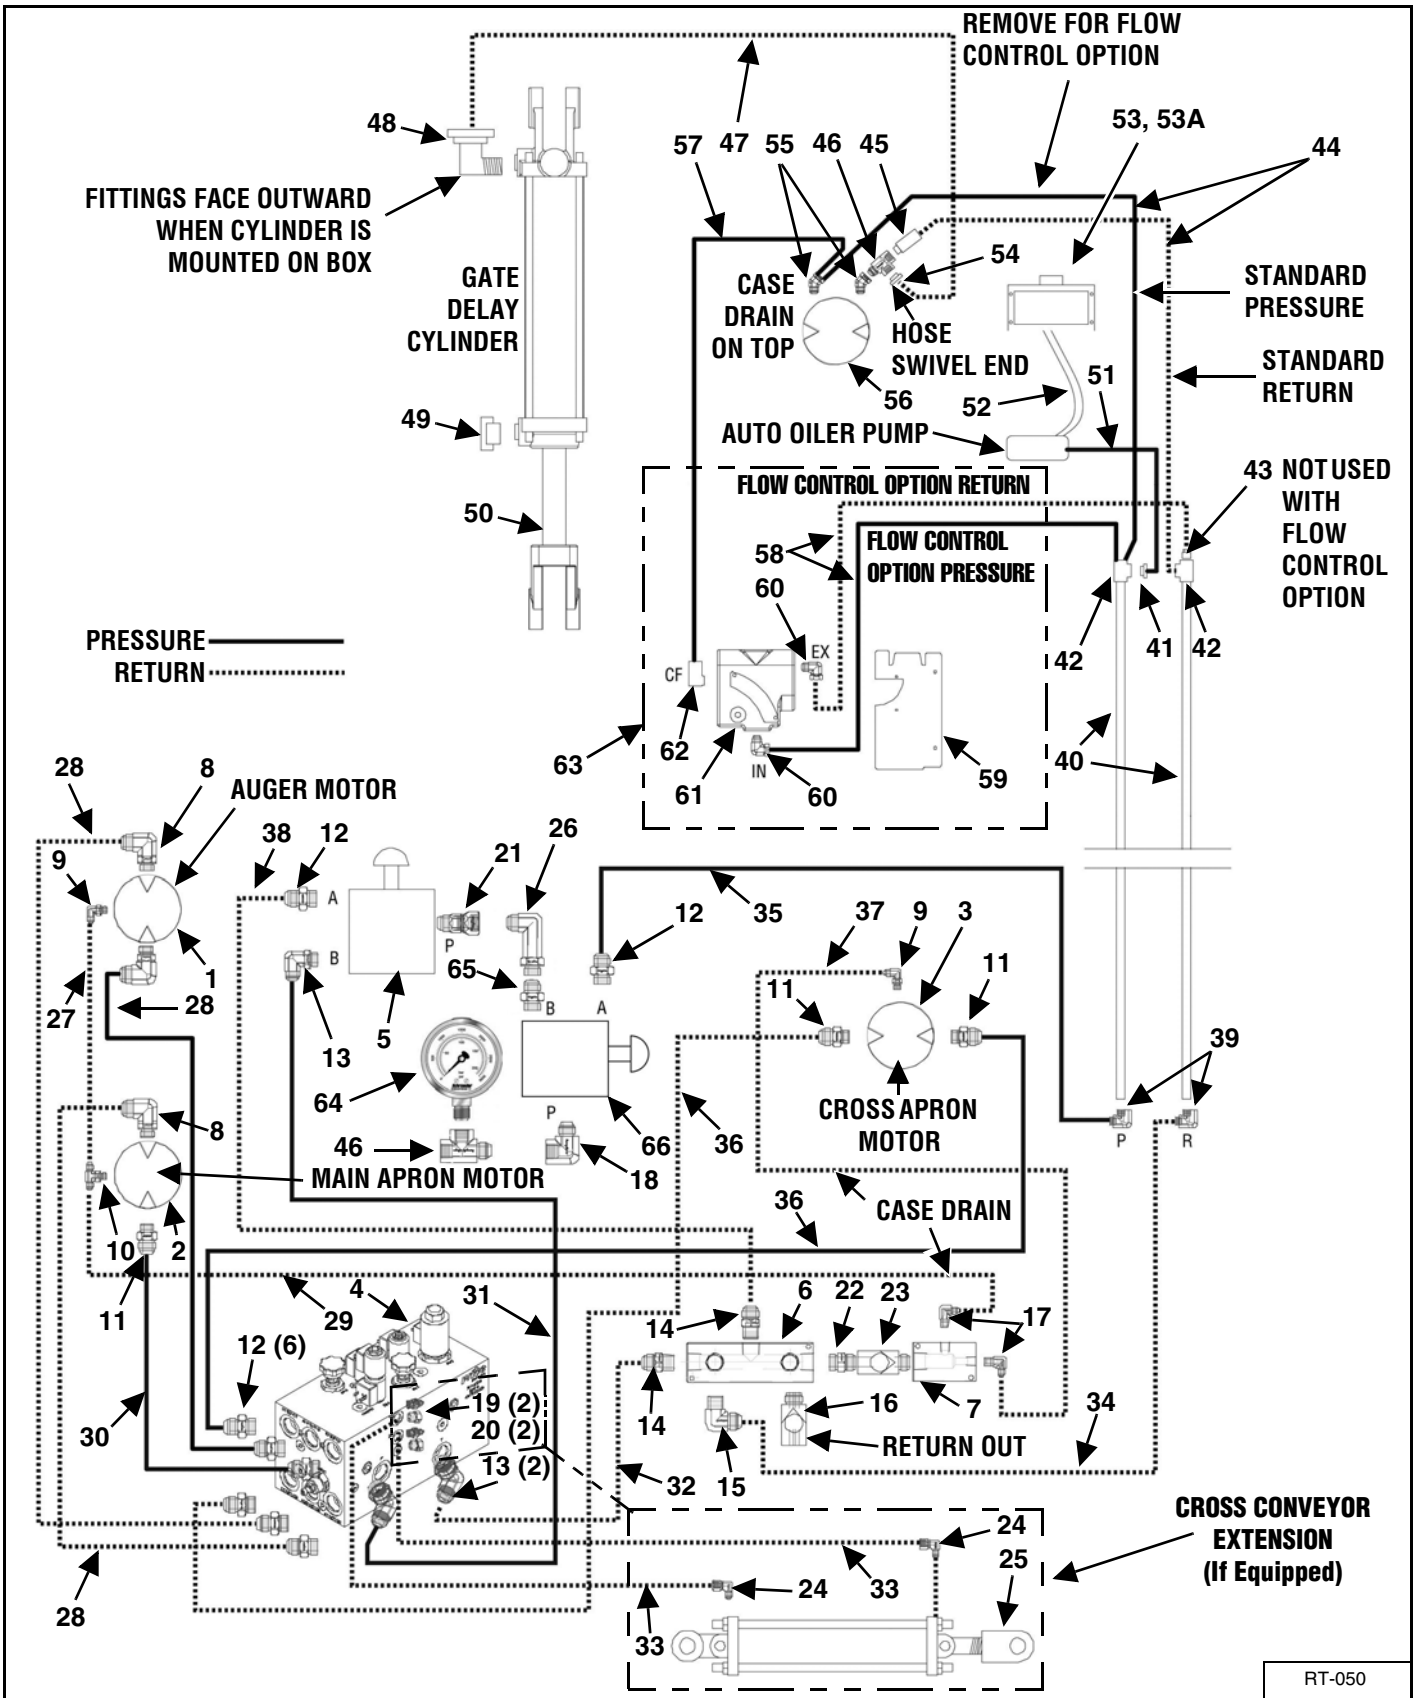 REMOVE FOR FLOW
CONTROL OPTION
48
57
47
55
46
45
53, 53A
44
FITTINGS FACE OUTWARD
WHEN CYLINDER IS
MOUNTED ON BOX
GATE
DELAY
CYLINDER
CASE
DRAIN
ON TOP
54
HOSE
SWIVEL END
STANDARD
PRESSURE
STANDARD
RETURN
56
52
51
49
AUTO OILER PUMP
50
FLOW CONTROL OPTION RETURN
43 NOT USED
WITH
FLOW
CONTROL
OPTION
58
FLOW CONTROL
OPTION PRESSURE
60
EX
42
41
42
PRESSURE
RETURN
CF
62
63
61
IN
60
59
40
28
8
AUGER MOTOR
38
12
26
9
21
A
P
B
35
12
37
9
3
1
28
27
13
5
65
B
A
11
11
64
39
8
46
P
66
18
36
CROSS APRON
MOTOR
P
R
MAIN APRON MOTOR
10
2
11
36
CASE DRAIN
29
4
31
14
6
22
23
17
12 (6)
19 (2)
20 (2)
13 (2)
30
14
16
7
34
RETURN OUT
32
15
CROSS CONVEYOR
EXTENSION
(If Equipped)
24
25
28
33
24
33
RT-050